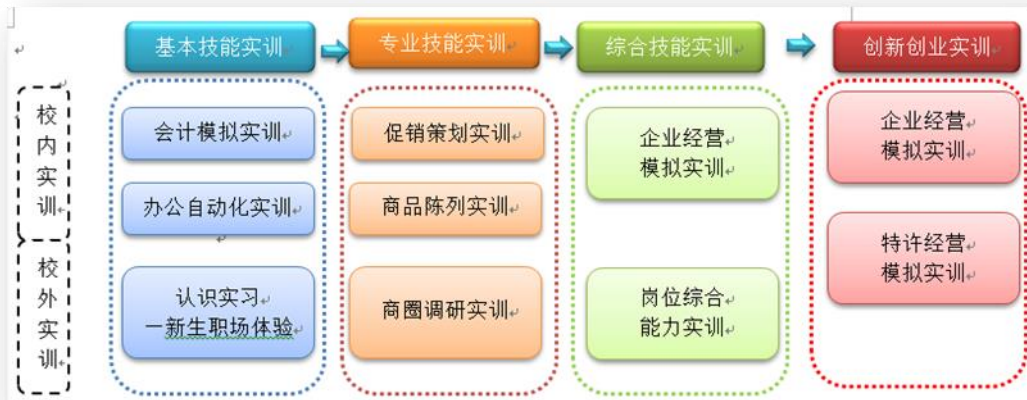 基本技能实训
专业技能实训
综合技能实训
创新创业实训
校内实训
校外实训
会计模拟实训
办公自动化实训
认识实习
—新生职场体验
促销策划实训
商品陈列实训
商圈调研实训
企业经营
模拟实训
岗位综合
能力实训
企业经营
模拟实训
特许经营
模拟实训